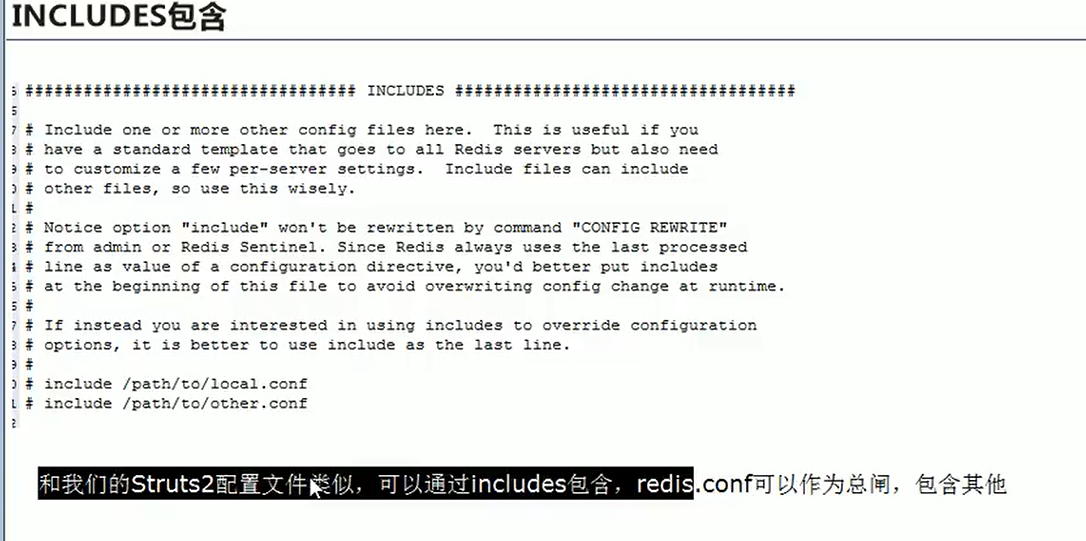 INCLUDES包含
################################## INCLUDES ###################################
# Include one or more other config files here.  This is useful if you
# have a standard template that goes to all Redis servers but also need
# to customize a few per-server settings.  Include files can include
# other files, so use this wisely.
#
# Notice option "include" won't be rewritten by command "CONFIG REWRITE"
# from admin or Redis Sentinel. Since Redis always uses the last processed
# line as value of a configuration directive, you'd better put includes
# at the beginning of this file to avoid overwriting config change at runtime.
#
# If instead you are interested in using includes to override configuration
# options, it is better to use include as the last line.
#
# include /path/to/local.conf
# include /path/to/other.conf
和我们的Struts2配置文件类似，可以通过includes包含，redis.conf可以作为总闸，包含其他